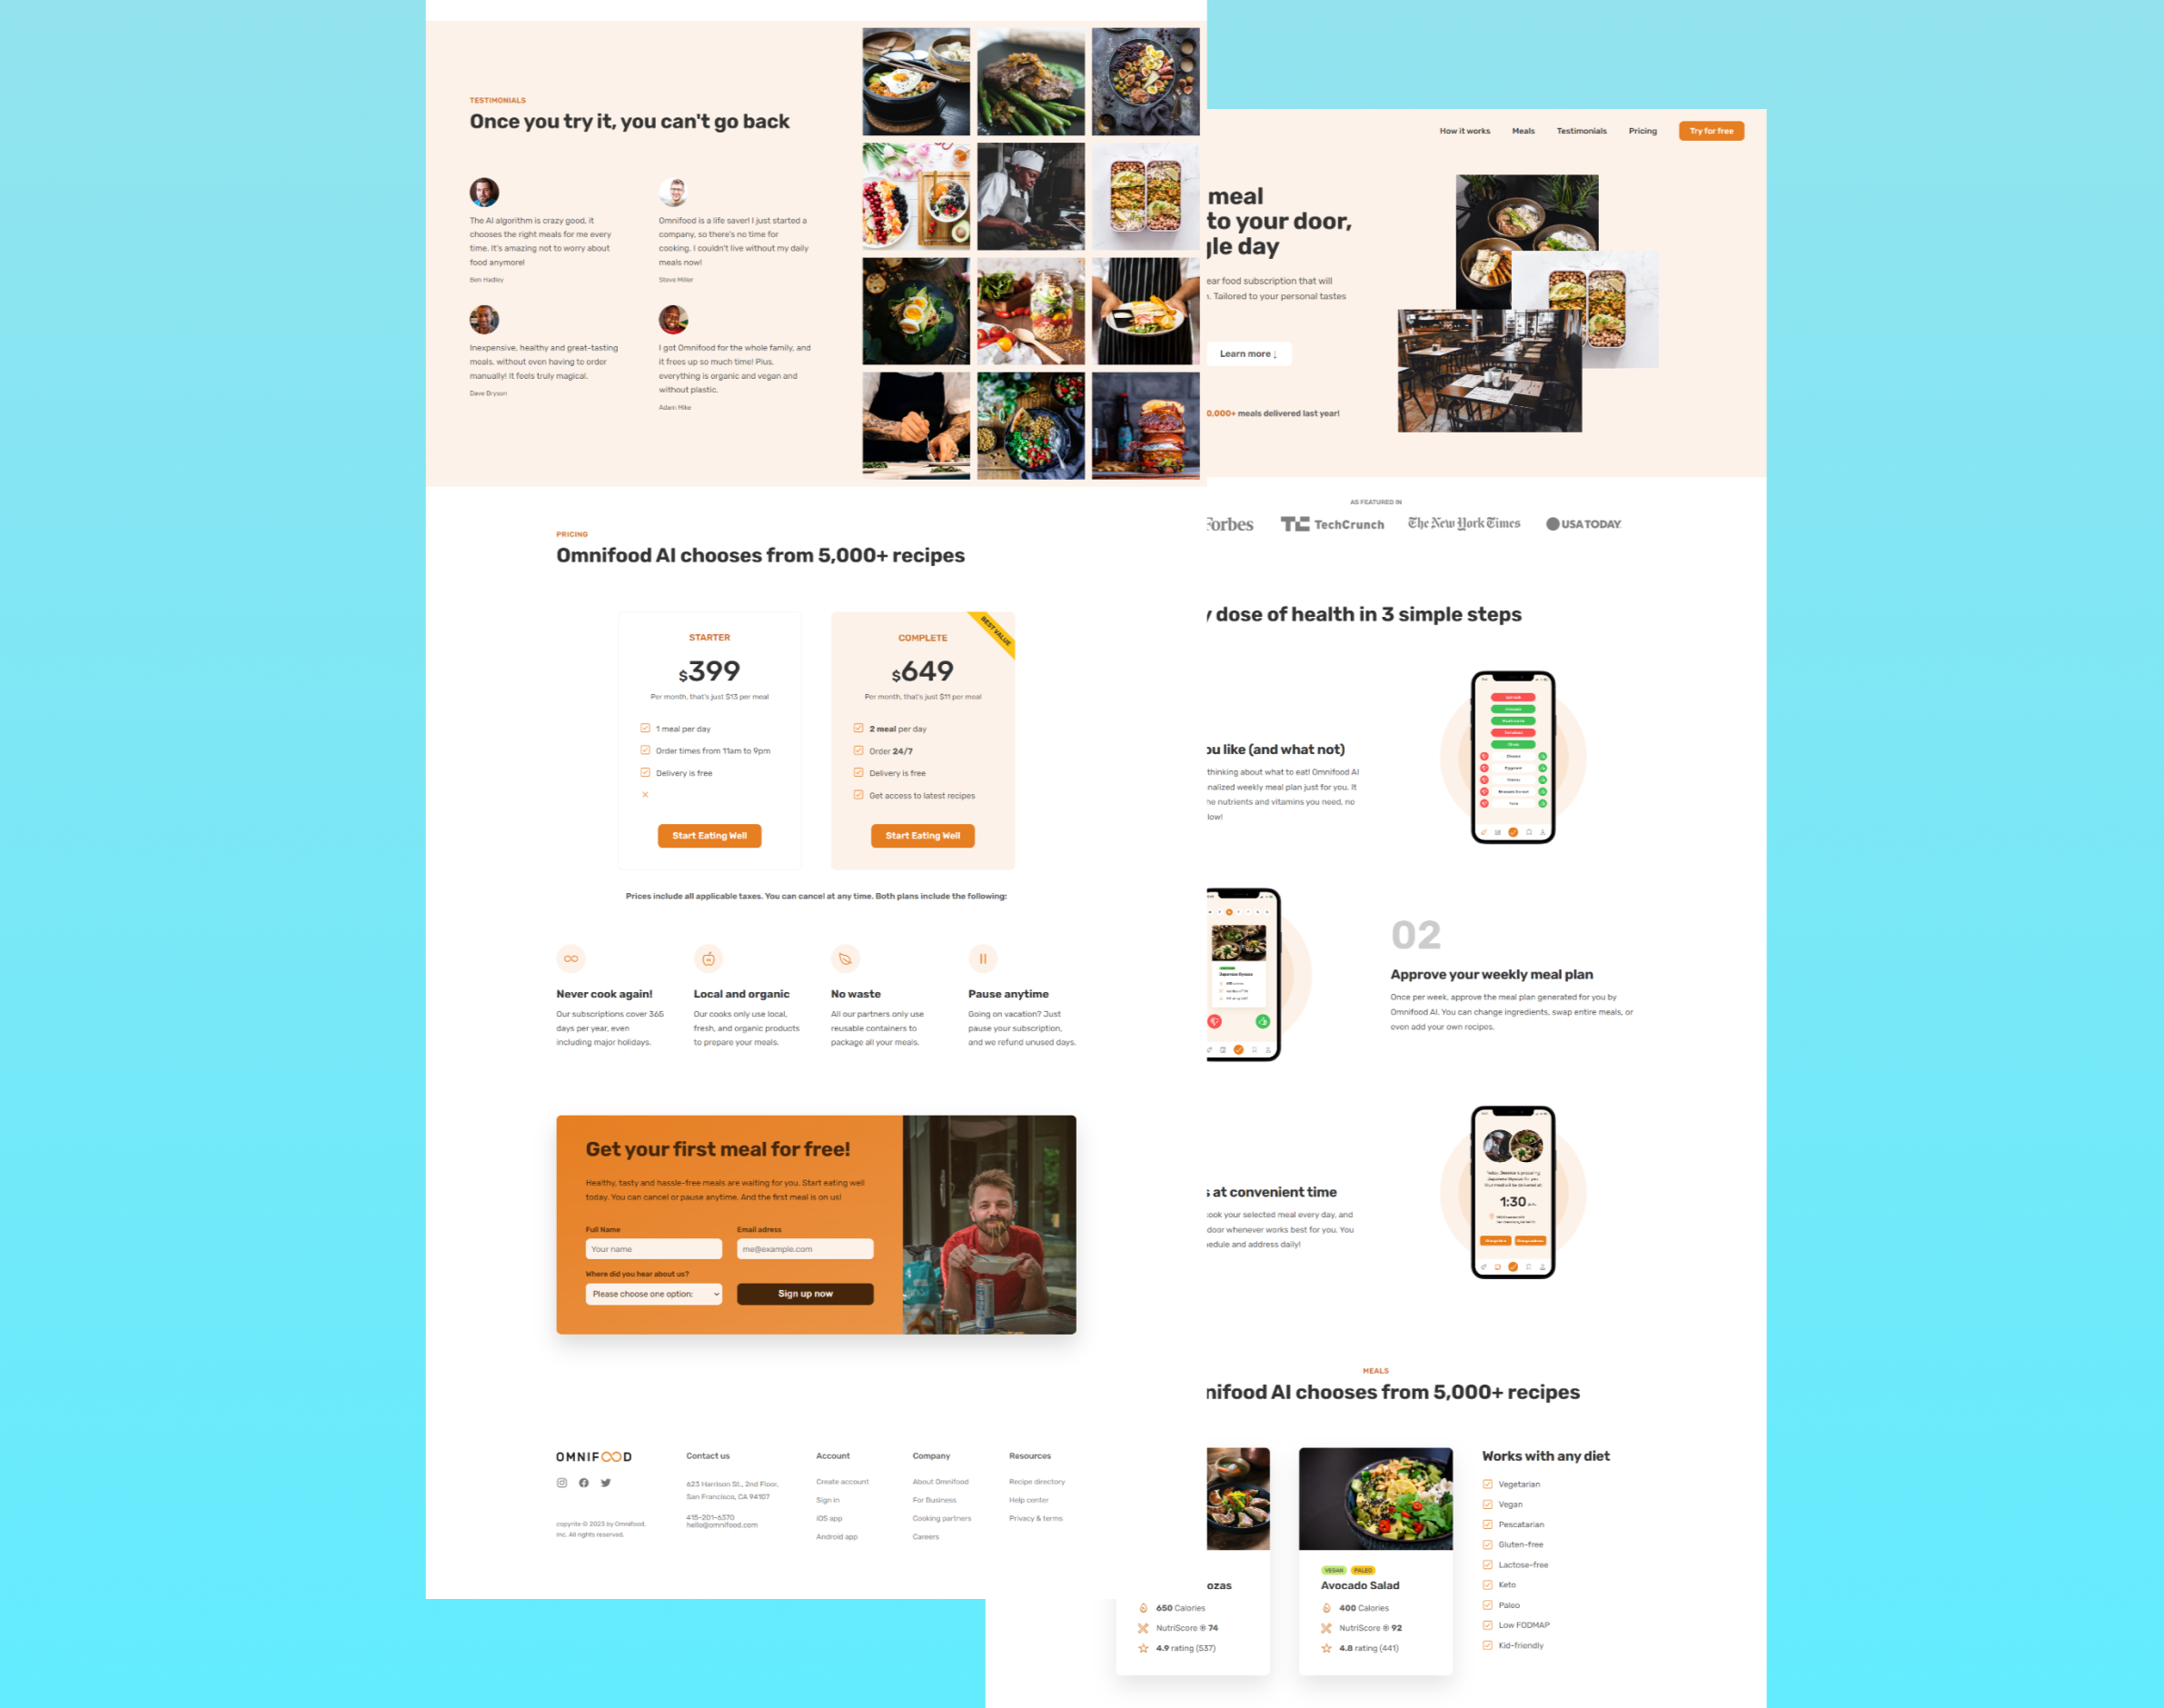 TESTIMONIALS
Once you try it, you can't go back
The AI algorithm is crazy good, it
chooses the right meals for me every
time. It's amazing not to worry about
food anymore!
Ben Hadley
Omnifood is a life saver! I just started a
company, so there's no time for
cooking. I couldn't live without my daily
meals now!
Steve Miller
Inexpensive, healthy and great-tasting
meals, without even having to order
manually! It feels truly magical.
Dave Bryson
I got Omnifood for the whole family, and
it frees up so much time! Plus,
everything is organic and vegan and
without plastic.
Adam Mike
PRICING
Omnifood AI chooses from 5,000+ recipes
STARTER
$399
Per month, that's just $13 per meal
1 meal per day
Order times from 11am to 9pm
Delivery is free
Start Eating Well
BEST VALUE
COMPLETE
$649
Per month, that's just $11 per meal
2 meal per day
Order 24/7
Delivery is free
Get access to latest recipes
Start Eating Well
Prices include all applicable taxes. You can cancel at any time. Both plans include the following:
Never cook again!
Our subscriptions cover 365
days per year, even
including major holidays.
Local and organic
Our cooks only use local,
fresh, and organic products
to prepare your meals.
No waste
All our partners only use
reusable containers to
package all your meals.
Pause anytime
Going on vacation? Just
pause your subscription,
and we refund unused days.
Get your first meal for free!
Healthy, tasty and hassle-free meals are waiting for you. Start eating well
today. You can cancel or pause anytime. And the first meal is on us!
Full Name
Your name
Email adress
me@example.com
Where did you hear about us?
Please choose one option:
Sign up now
OMNIFOOD
copyrite © 2023 by Omnifood,
Inc. All rights reserved.
Contact us
623 Harrison St., 2nd Floor,
San Francisco, CA 94107
415-201-6370
hello@omnifood.com
Account
Create account
Sign in
iOS app
Android app
Company
About Omnifood
For Business
Cooking partners
Careers
Resources
Recipe directory
Help center
Privacy & terms
How it works
Meals
Testimonials
Pricing
Try for free
meal
to your door,
gle day
ear food subscription that will
n. Tailored to your personal tastes
Learn more ↓
0,000+ meals delivered last year!
AS FEATURED IN
Forbes
TechCrunch
The New York Times
USA TODAY
y dose of health in 3 simple steps
ou like (and what not)
thinking about what to eat! Omnifood AI
nalized weekly meal plan just for you. It
he nutrients and vitamins you need, no
low!
02
Approve your weekly meal plan
Once per week, approve the meal plan generated for you by
Omnifood AI. You can change ingredients, swap entire meals, or
even add your own recipes.
s at convenient time
cook your selected meal every day, and
door whenever works best for you. You
edule and address daily!
1:30
MEALS
nifood AI chooses from 5,000+ recipes
ozas
650 Calories
NutriScore ® 74
4.9 rating (537)
VEGAN
PALEO
Avocado Salad
400 Calories
NutriScore ® 92
4.8 rating (441)
Works with any diet
Vegetarian
Vegan
Pescatarian
Gluten-free
Lactose-free
Keto
Paleo
Low FODMAP
Kid-friendly